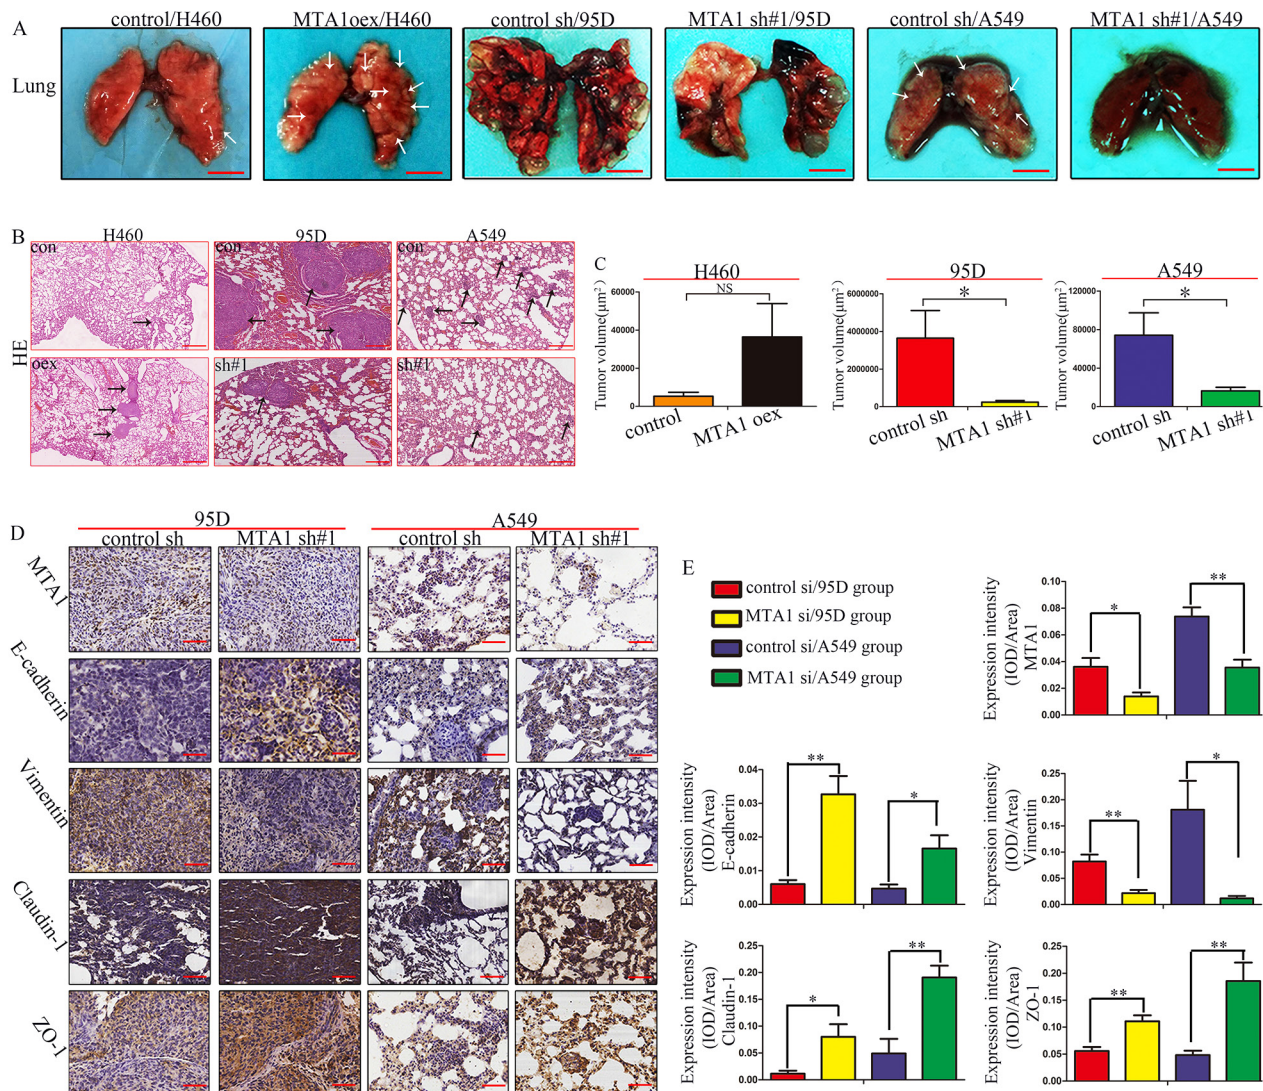 A
control/H460
MTA1oex/H460
control sh/95D
MTA1 sh#1/95D
control sh/A549
MTA1 sh#1/A549
Lung
B
H460
95D
A549
HE
con
con
con
oex
sh#1
sh#1
C
H460
95D
A549
Tumor volume(μm²)
60000
40000
20000
0
NS
control
MTA1 oex
Tumor volume(μm²)
6000000
4000000
2000000
0
*
control sh
MTA1 sh#1
Tumor volume(μm²)
120000
80000
40000
0
*
control sh
MTA1 sh#1
D
95D
A549
control sh
MTA1 sh#1
control sh
MTA1 sh#1
MTA1
E-cadherin
Vimentin
Claudin-1
ZO-1
E
control si/95D group
MTA1 si/95D group
control si/A549 group
MTA1 si/A549 group
Expression intensity
(IOD/Area)
MTA1
0.10
0.08
0.06
0.04
0.02
0.00
*
**
Expression intensity
(IOD/Area)
E-cadherin
0.04
0.03
0.02
0.01
0.00
**
*
Expression intensity
(IOD/Area)
Vimentin
0.25
0.20
0.15
0.10
0.05
0.00
**
*
Expression intensity
(IOD/Area)
Claudin-1
0.25
0.20
0.15
0.10
0.05
0.00
*
**
Expression intensity
(IOD/Area)
ZO-1
0.25
0.20
0.15
0.10
0.05
0.00
**
**